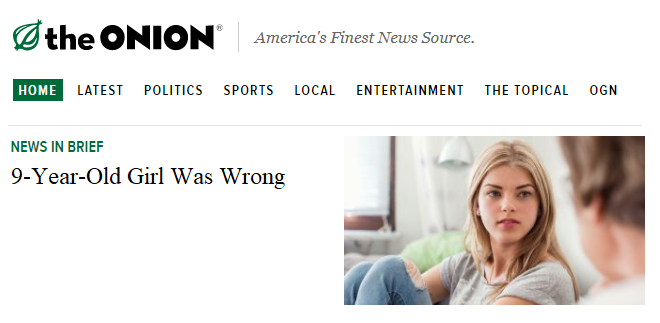 the ONION® America's Finest News Source.
HOME LATEST POLITICS SPORTS LOCAL ENTERTAINMENT THE TOPICAL OGN
NEWS IN BRIEF
9-Year-Old Girl Was Wrong